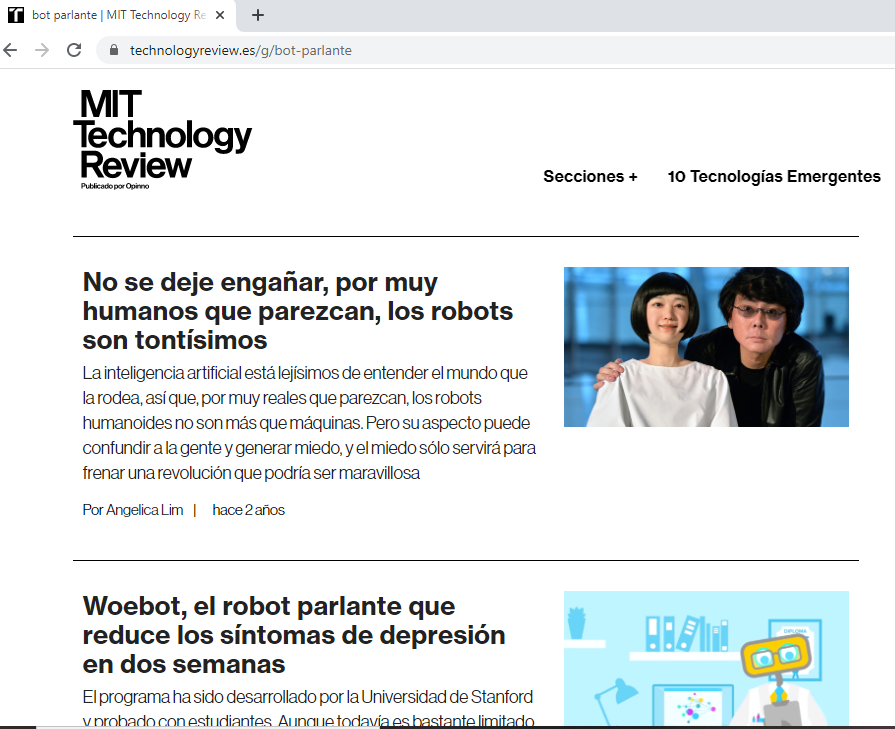 bot parlante | MIT Technology Re
technologyreview.es/g/bot-parlante
MIT
Technology
Review
Publicado por Opinno
Secciones + 10 Tecnologías Emergentes
No se deje engañar, por muy
humanos que parezcan, los robots
son tontísimos
La inteligencia artificial está lejísimos de entender el mundo que
la rodea, así que, por muy reales que parezcan, los robots
humanoides no son más que máquinas. Pero su aspecto puede
confundir a la gente y generar miedo, y el miedo sólo servirá para
frenar una revolución que podría ser maravillosa
Por Angelica Lim | hace 2 años
Woebot, el robot parlante que
reduce los síntomas de depresión
en dos semanas
DIPLOMA
El programa ha sido desarrollado por la Universidad de Stanford
y probado con estudiantes. Aunque todavía es bastante limitado